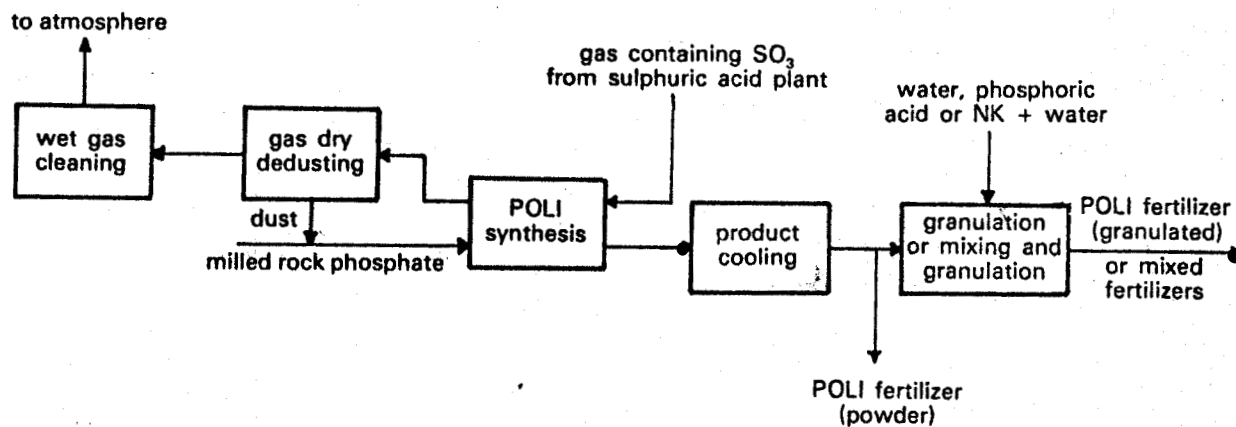 to atmosphere
gas containing SO₃
from sulphuric acid plant
water, phosphoric
acid or NK + water
wet gas
cleaning
gas dry
dedusting
dust
milled rock phosphate
POLI
synthesis
product
cooling
granulation
or mixing and
granulation
POLI fertilizer
(granulated)
or mixed
fertilizers
POLI fertilizer
(powder)